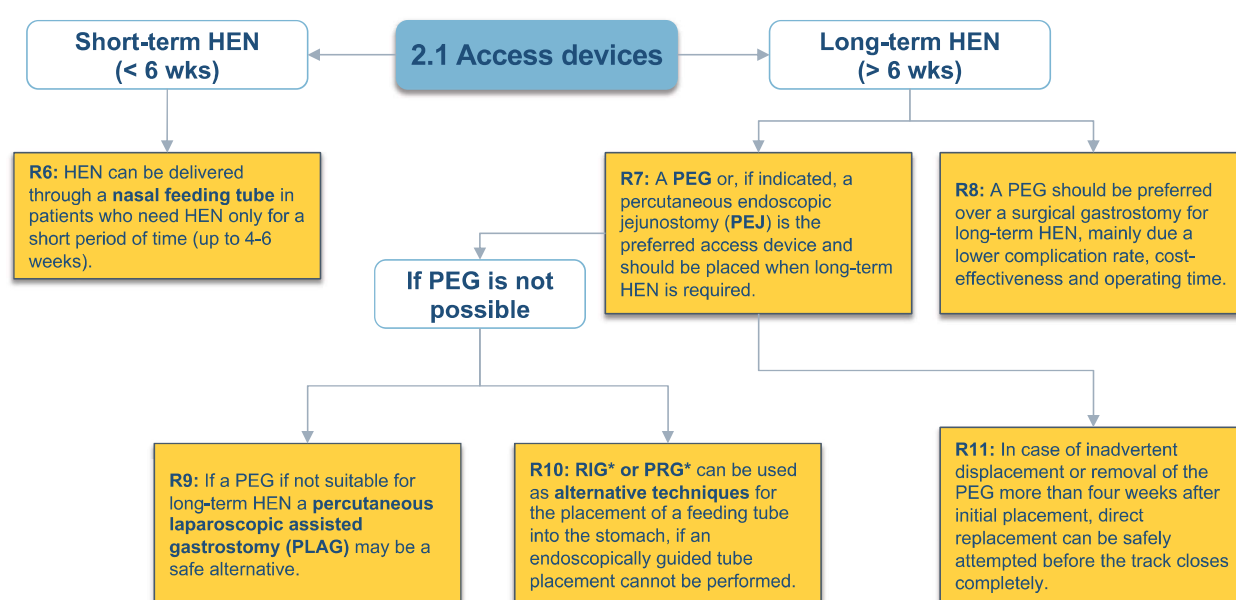 2.1 Access devices
Short-term HEN
(< 6 wks)
Long-term HEN
(> 6 wks)
R6: HEN can be delivered
through a nasal feeding tube in
patients who need HEN only for a
short period of time (up to 4-6
weeks).
R7: A PEG or, if indicated, a
percutaneous endoscopic
jejunostomy (PEJ) is the
preferred access device and
should be placed when long-term
HEN is required.
R8: A PEG should be preferred
over a surgical gastrostomy for
long-term HEN, mainly due a
lower complication rate, cost-
effectiveness and operating time.
If PEG is not
possible
R9: If a PEG if not suitable for
long-term HEN a percutaneous
laparoscopic assisted
gastrostomy (PLAG) may be a
safe alternative.
R10: RIG* or PRG* can be used
as alternative techniques for
the placement of a feeding tube
into the stomach, if an
endoscopically guided tube
placement cannot be performed.
R11: In case of inadvertent
displacement or removal of the
PEG more than four weeks after
initial placement, direct
replacement can be safely
attempted before the track closes
completely.